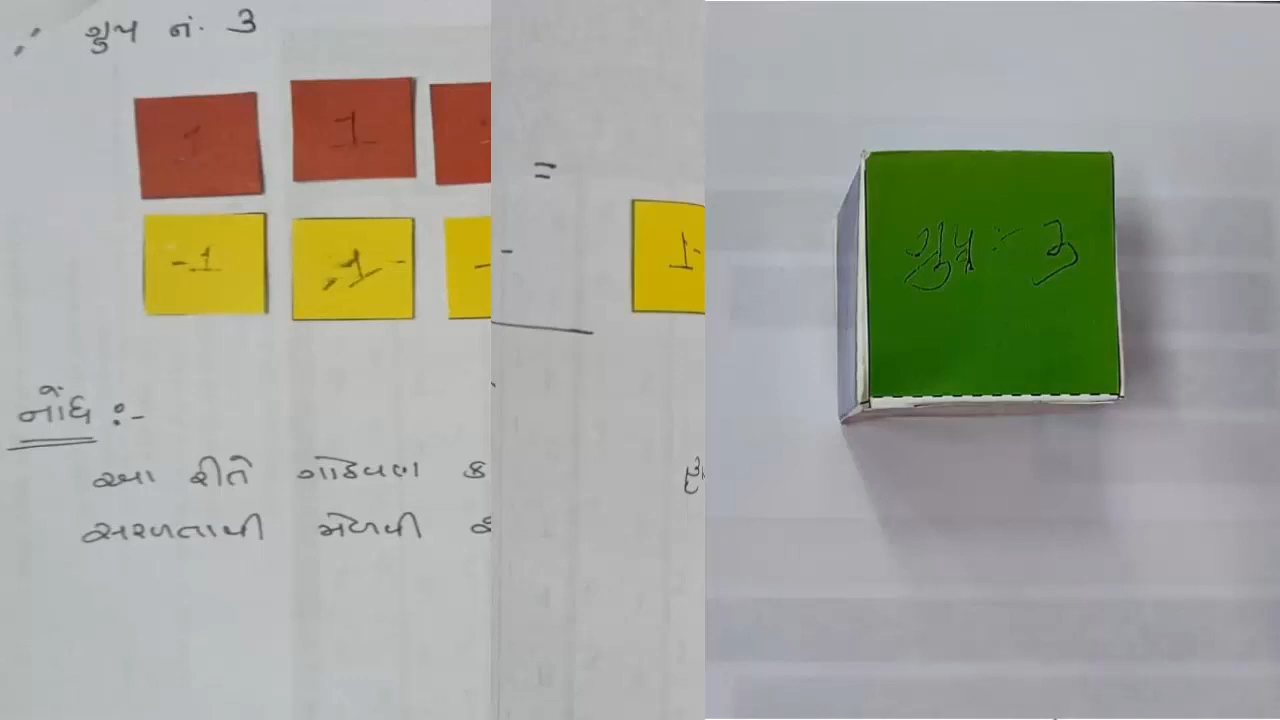 ∴ ગ્રુપ નં. 3
1 1
-1 -1 -
= 
- 1-
નોંધ :-
આ રીતે ગોઠવણ ક
સરળતાથી મેળવી
ગ્રુપ :- 3